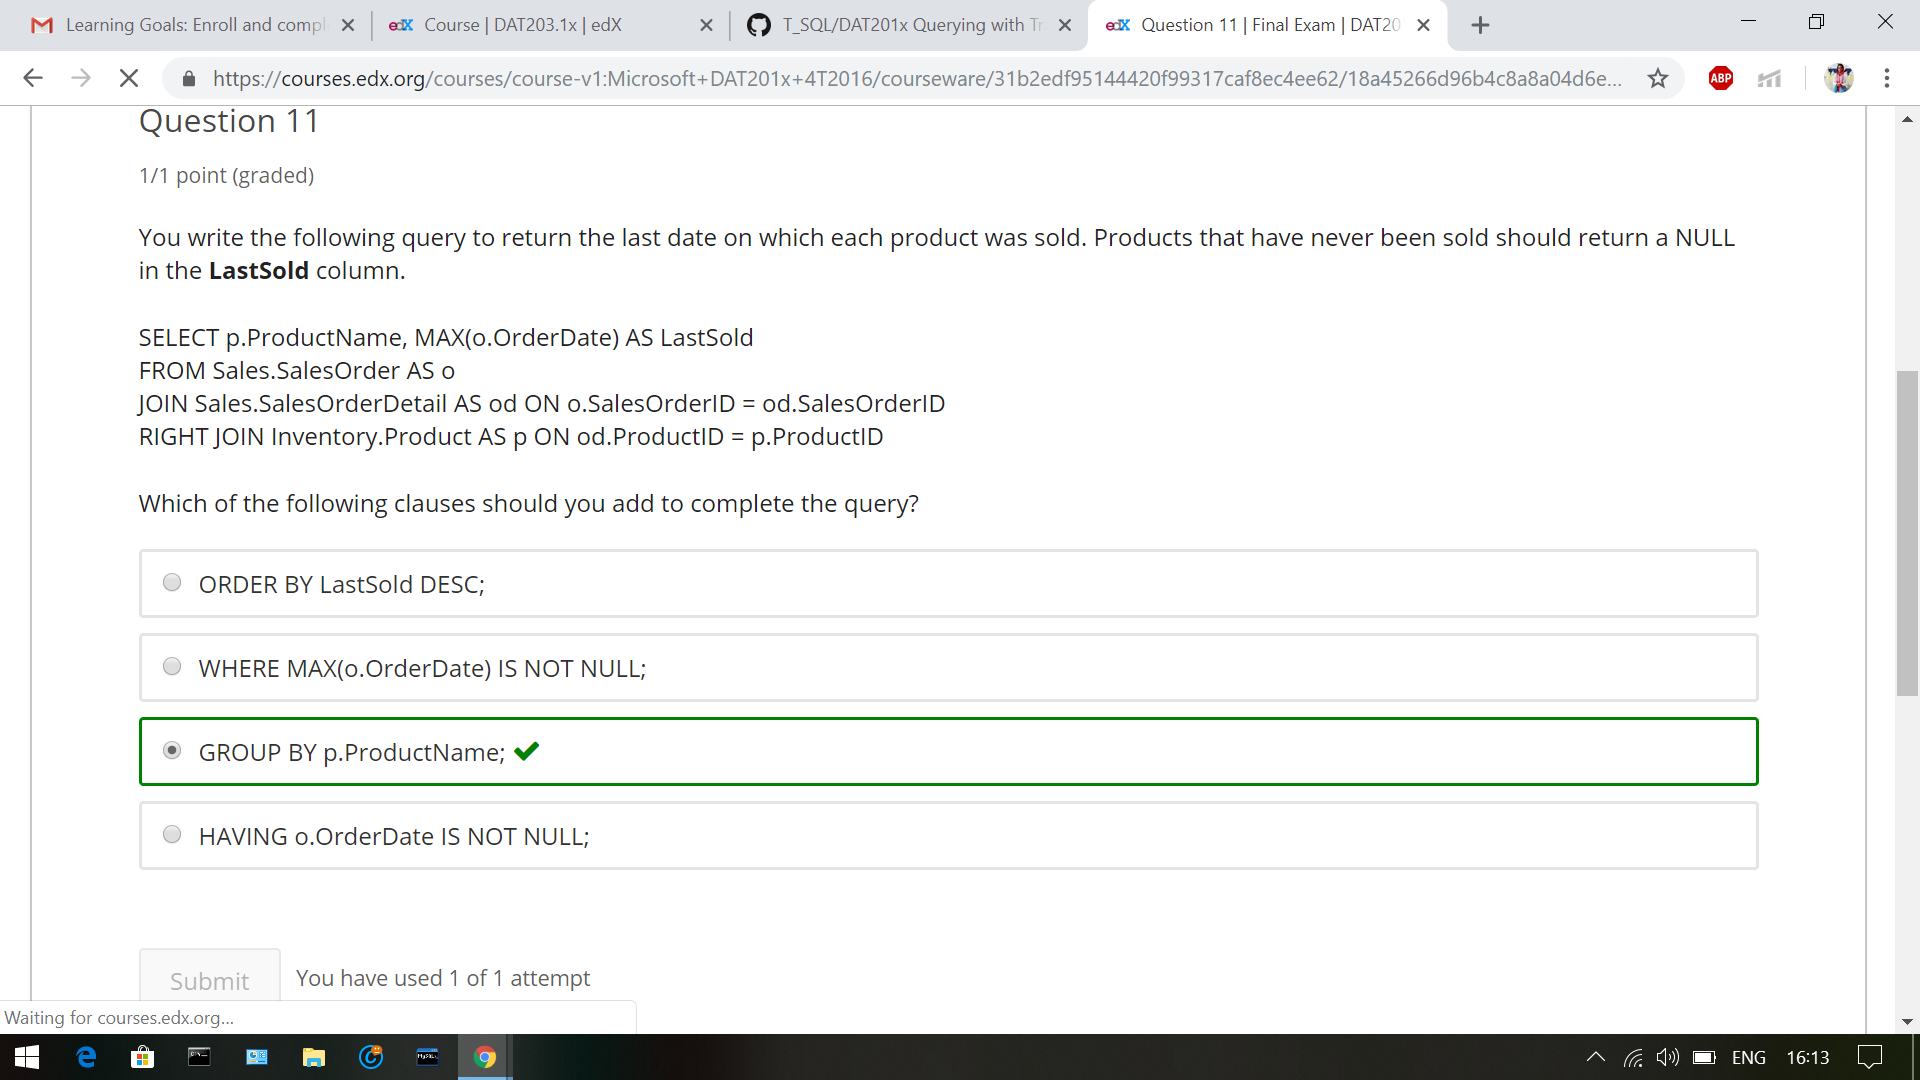 Learning Goals: Enroll and compl
edX Course | DAT203.1x | edX
T_SQL/DAT201x Querying with Tr
edX Question 11 | Final Exam | DAT20
https://courses.edx.org/courses/course-v1:Microsoft+DAT201x+4T2016/courseware/31b2edf95144420f99317caf8ec4ee62/18a45266d96b4c8a8a04d6e...
ABP
Question 11
1/1 point (graded)
You write the following query to return the last date on which each product was sold. Products that have never been sold should return a NULL
in the LastSold column.
SELECT p.ProductName, MAX(o.OrderDate) AS LastSold
FROM Sales.SalesOrder AS o
JOIN Sales.SalesOrderDetail AS od ON o.SalesOrderID = od.SalesOrderID
RIGHT JOIN Inventory.Product AS p ON od.ProductID = p.ProductID
Which of the following clauses should you add to complete the query?
ORDER BY LastSold DESC;
WHERE MAX(o.OrderDate) IS NOT NULL;
GROUP BY p.ProductName;
HAVING o.OrderDate IS NOT NULL;
Submit
You have used 1 of 1 attempt
Waiting for courses.edx.org...
ENG
16:13